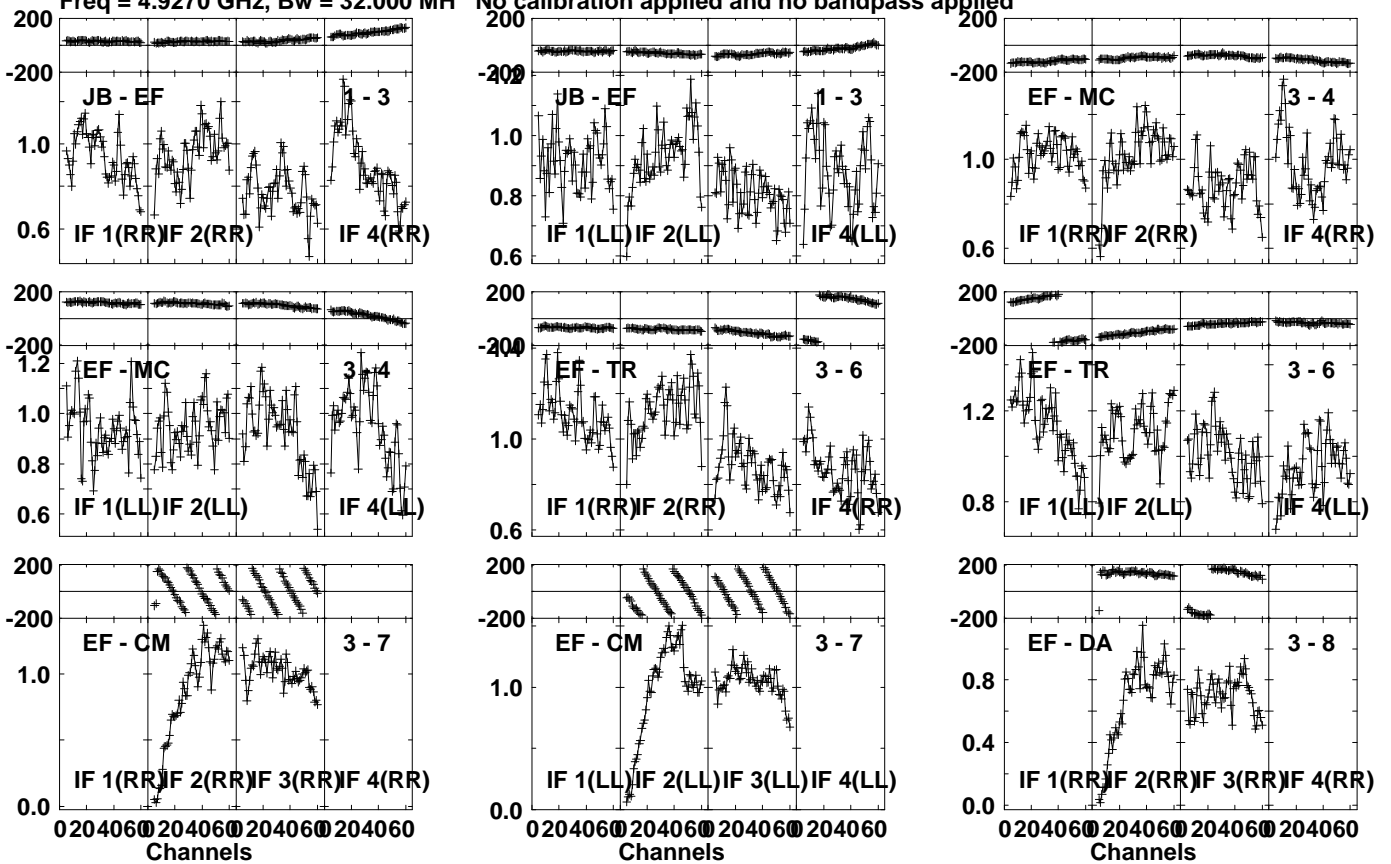 Freq = 4.9270 GHz, Bw = 32.000 MH No calibration applied and no bandpass applied
200 200 200
-200 -200 -200
1.2
JB - EF 1 - 3 JB - EF 1 - 3 EF - MC 3 - 4
1.0 1.0 1.0
0.8
0.6 0.6 0.6
IF 1(RR) IF 2(RR) IF 4(RR) IF 1(LL) IF 2(LL) IF 4(LL) IF 1(RR) IF 2(RR) IF 4(RR)
200 200 200
-200 -200 -200
1.2 1.4
EF - MC 3 - 4 EF - TR 3 - 6 EF - TR 3 - 6
1.0 1.0 1.2
0.8 0.8
0.6 0.6
IF 1(LL) IF 2(LL) IF 4(LL) IF 1(RR) IF 2(RR) IF 4(RR) IF 1(LL) IF 2(LL) IF 4(LL)
200 200 200
-200 -200 -200
EF - CM 3 - 7 EF - CM 3 - 7 EF - DA 3 - 8
1.0 1.0 0.8
0.4
IF 1(RR) IF 2(RR) IF 3(RR) IF 4(RR) IF 1(LL) IF 2(LL) IF 3(LL) IF 4(LL) IF 1(RR) IF 2(RR) IF 3(RR) IF 4(RR)
0.0 0.0 0.0
0 20 40 60 0 20 40 60 0 20 40 60 0 20 40 60 0 20 40 60 0 20 40 60 0 20 40 60 0 20 40 60 0 20 40 60 0 20 40 60 0 20 40 60 0 20 40 60
Channels Channels Channels